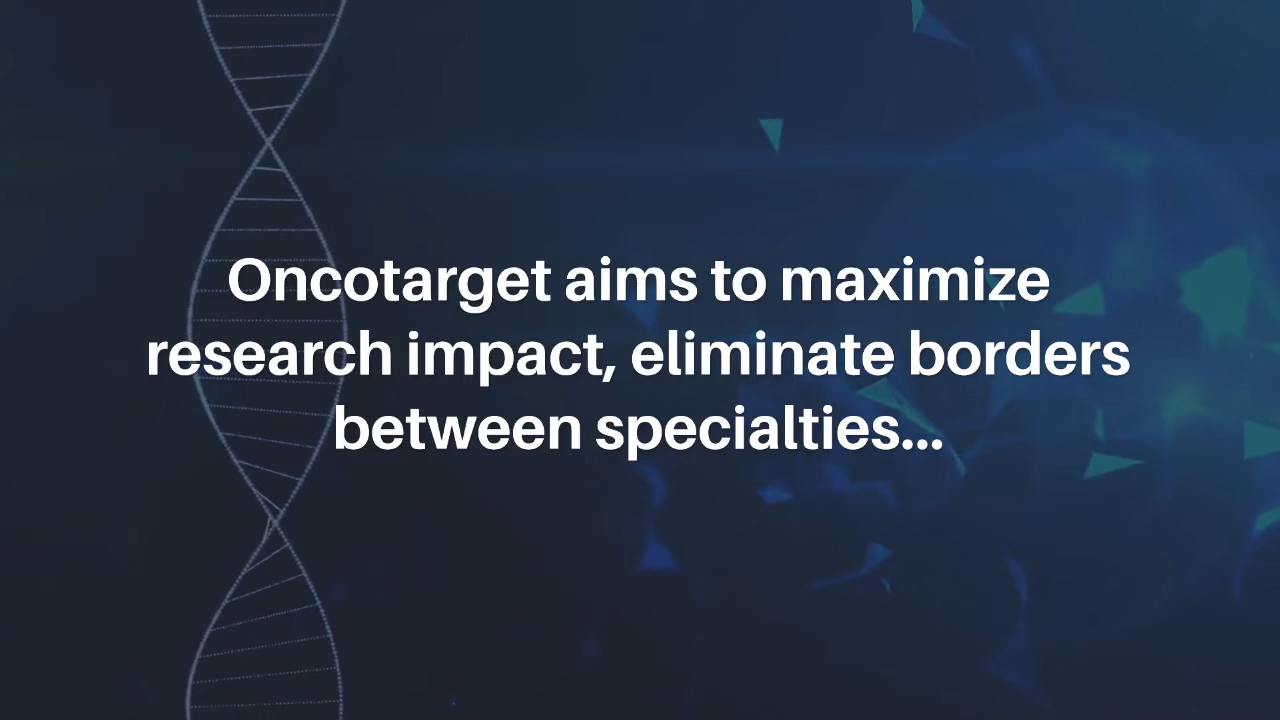 Oncotarget aims to maximize
research impact, eliminate borders
between specialties...